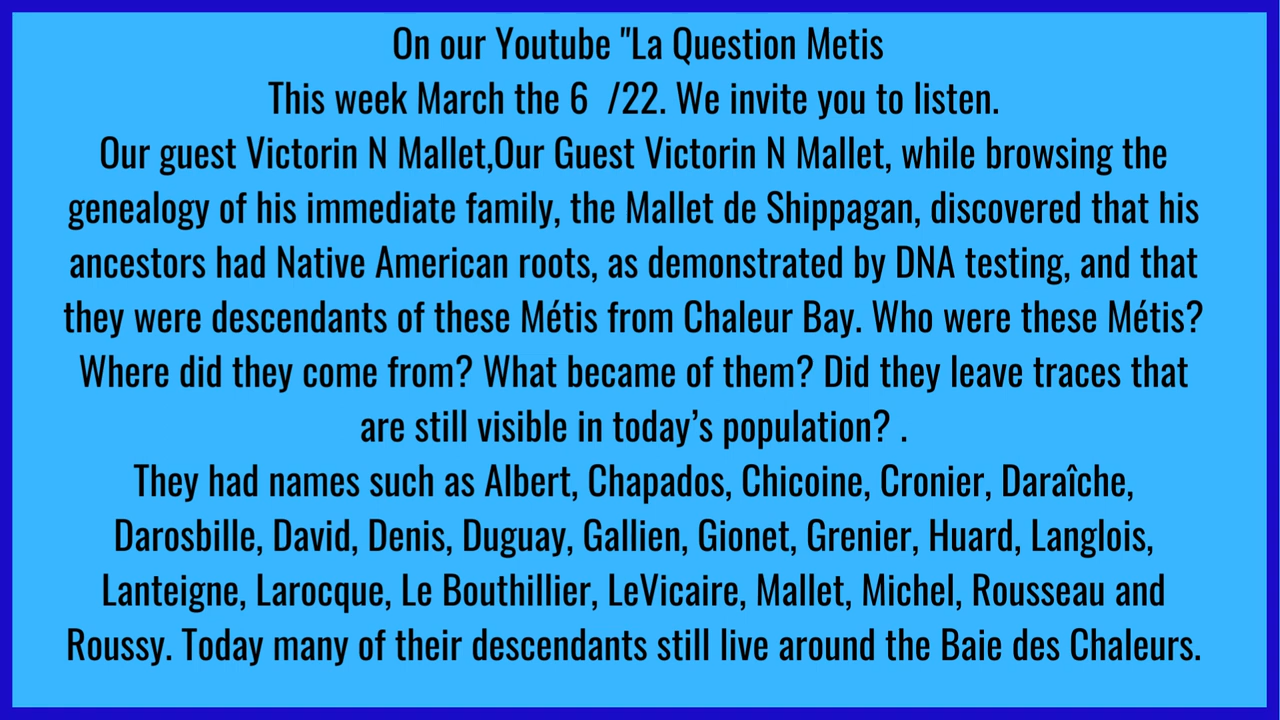 On our Youtube "La Question Metis
This week March the 6 /22. We invite you to listen.
Our guest Victorin N Mallet,Our Guest Victorin N Mallet, while browsing the
genealogy of his immediate family, the Mallet de Shippagan, discovered that his
ancestors had Native American roots, as demonstrated by DNA testing, and that
they were descendants of these Métis from Chaleur Bay. Who were these Métis?
Where did they come from? What became of them? Did they leave traces that
are still visible in today’s population? .
They had names such as Albert, Chapados, Chicoine, Cronier, Daraîche,
Darosbille, David, Denis, Duguay, Gallien, Gionet, Grenier, Huard, Langlois,
Lanteigne, Larocque, Le Bouthillier, LeVicaire, Mallet, Michel, Rousseau and
Roussy. Today many of their descendants still live around the Baie des Chaleurs.